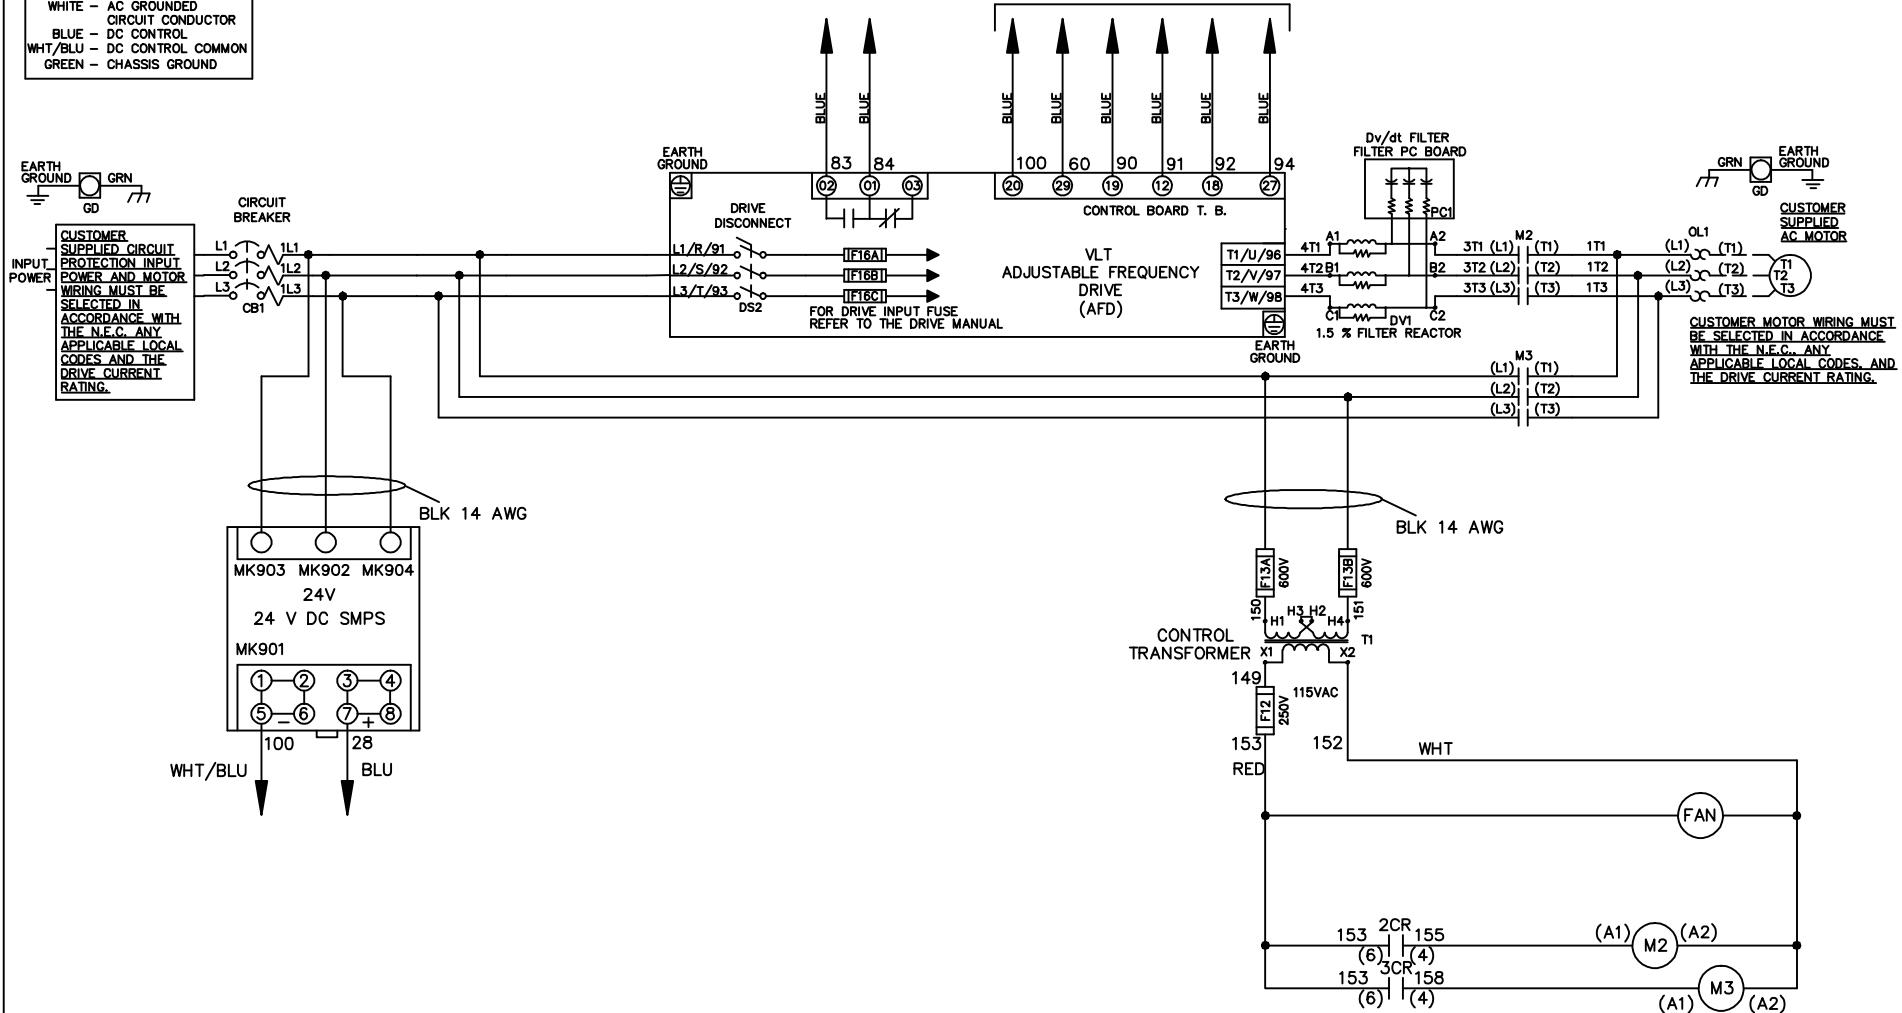 WHITE – AC GROUNDED
CIRCUIT CONDUCTOR
BLUE – DC CONTROL
WHT/BLU – DC CONTROL COMMON
GREEN – CHASSIS GROUND
BLUE
BLUE
BLUE
BLUE
BLUE
BLUE
BLUE
BLUE
EARTH
GROUND
GRN
GD
CIRCUIT
BREAKER
INPUT
POWER
CUSTOMER
SUPPLIED CIRCUIT
PROTECTION INPUT
POWER AND MOTOR
WIRING MUST BE
SELECTED IN
ACCORDANCE WITH
THE N.E.C. ANY
APPLICABLE LOCAL
CODES AND THE
DRIVE CURRENT
RATING.
L1 1L1
L2 1L2
L3 1L3
CB1
EARTH
GROUND
83 84
02 01 03
100 60 90 91 92 94
20 29 19 12 18 27
CONTROL BOARD T. B.
DRIVE
DISCONNECT
L1/R/91
L2/S/92
L3/T/93
DS2
F16A
F16B
F16C
FOR DRIVE INPUT FUSE
REFER TO THE DRIVE MANUAL
VLT
ADJUSTABLE FREQUENCY
DRIVE
(AFD)
T1/U/96
T2/V/97
T3/W/98
EARTH
GROUND
Dv/dt FILTER
FILTER PC BOARD
PC1
4T1 A1 A2
4T2 B1 B2
4T3
C1 C2
DV1
1.5 % FILTER REACTOR
M2
3T1 (L1) (T1) 1T1
3T2 (L2) (T2) 1T2
3T3 (L3) (T3) 1T3
GRN
GD
EARTH
GROUND
CUSTOMER
SUPPLIED
AC MOTOR
OL1
(L1) (T1)
(L2) (T2)
(L3) (T3)
T1
T2
T3
CUSTOMER MOTOR WIRING MUST
BE SELECTED IN ACCORDANCE
WITH THE N.E.C.. ANY
APPLICABLE LOCAL CODES, AND
THE DRIVE CURRENT RATING.
M3
(L1) (T1)
(L2) (T2)
(L3) (T3)
BLK 14 AWG
MK903 MK902 MK904
24V
24 V DC SMPS
MK901
1 2 3 4
5 – 6 7 + 8
100 28
WHT/BLU BLU
BLK 14 AWG
F13A
600V
F13B
600V
150
151
H1 H3 H2 H4
CONTROL
TRANSFORMER
T1
X1 X2
149
115VAC
F12
250V
153 152
RED
WHT
FAN
2CR
153 155
(6) (4)
(A1) M2 (A2)
3CR
153 158
(6) (4)
(A1) M3 (A2)